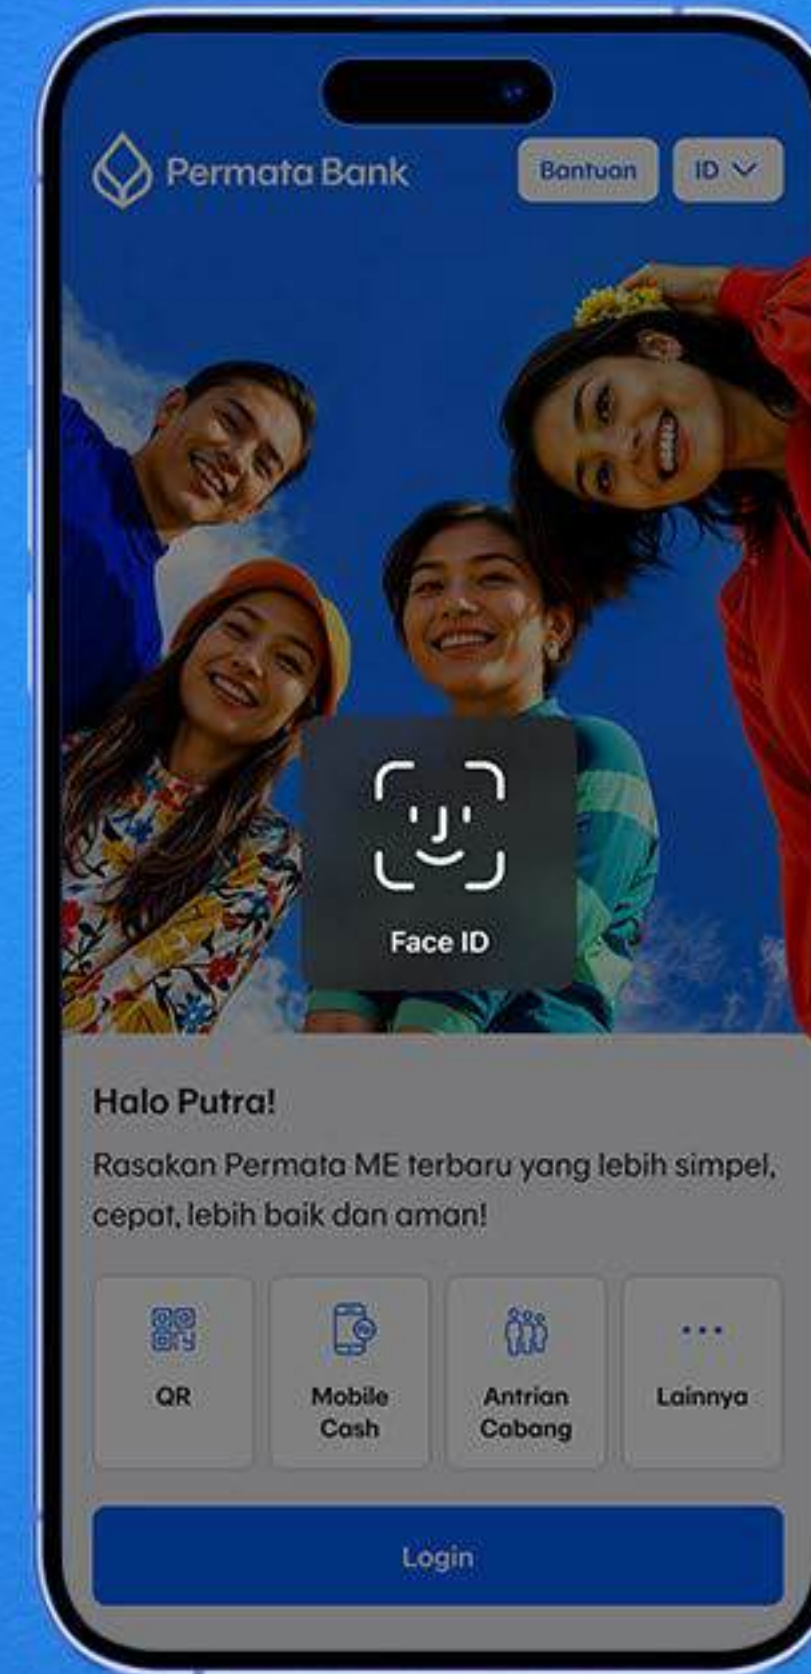 Permata Bank
Bantuan
ID
Face ID
Halo Putra!
Rasakan Permata ME terbaru yang lebih simpel,
cepat, lebih baik dan aman!
QR
Mobile
Cash
Antrian
Cabang
Lainnya
Login